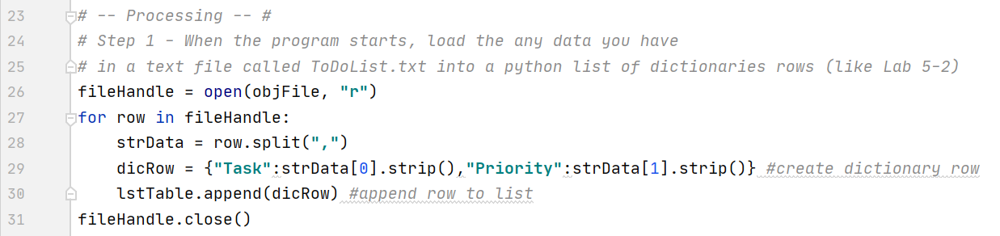 23 # -- Processing -- #
24 # Step 1 - When the program starts, load the any data you have
25 # in a text file called ToDoList.txt into a python list of dictionaries rows (like Lab 5-2)
26 fileHandle = open(objFile, "r")
27 for row in fileHandle:
28     strData = row.split(",")
29     dicRow = {"Task":strData[0].strip(),"Priority":strData[1].strip()} #create dictionary row
30     lstTable.append(dicRow) #append row to list
31 fileHandle.close()